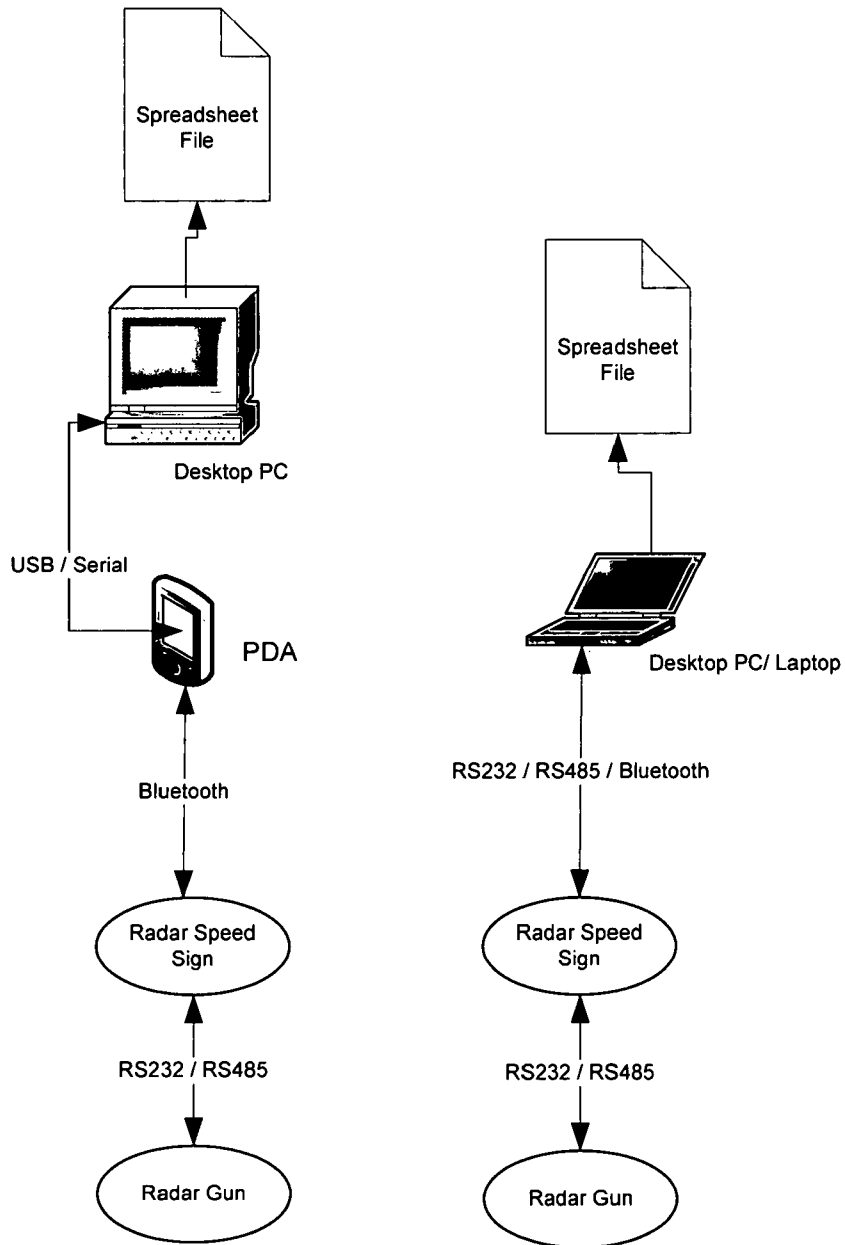 Spreadsheet
File
Desktop PC
USB / Serial
PDA
Bluetooth
Radar Speed
Sign
RS232 / RS485
Radar Gun
Spreadsheet
File
Desktop PC/ Laptop
RS232 / RS485 / Bluetooth
Radar Speed
Sign
RS232 / RS485
Radar Gun